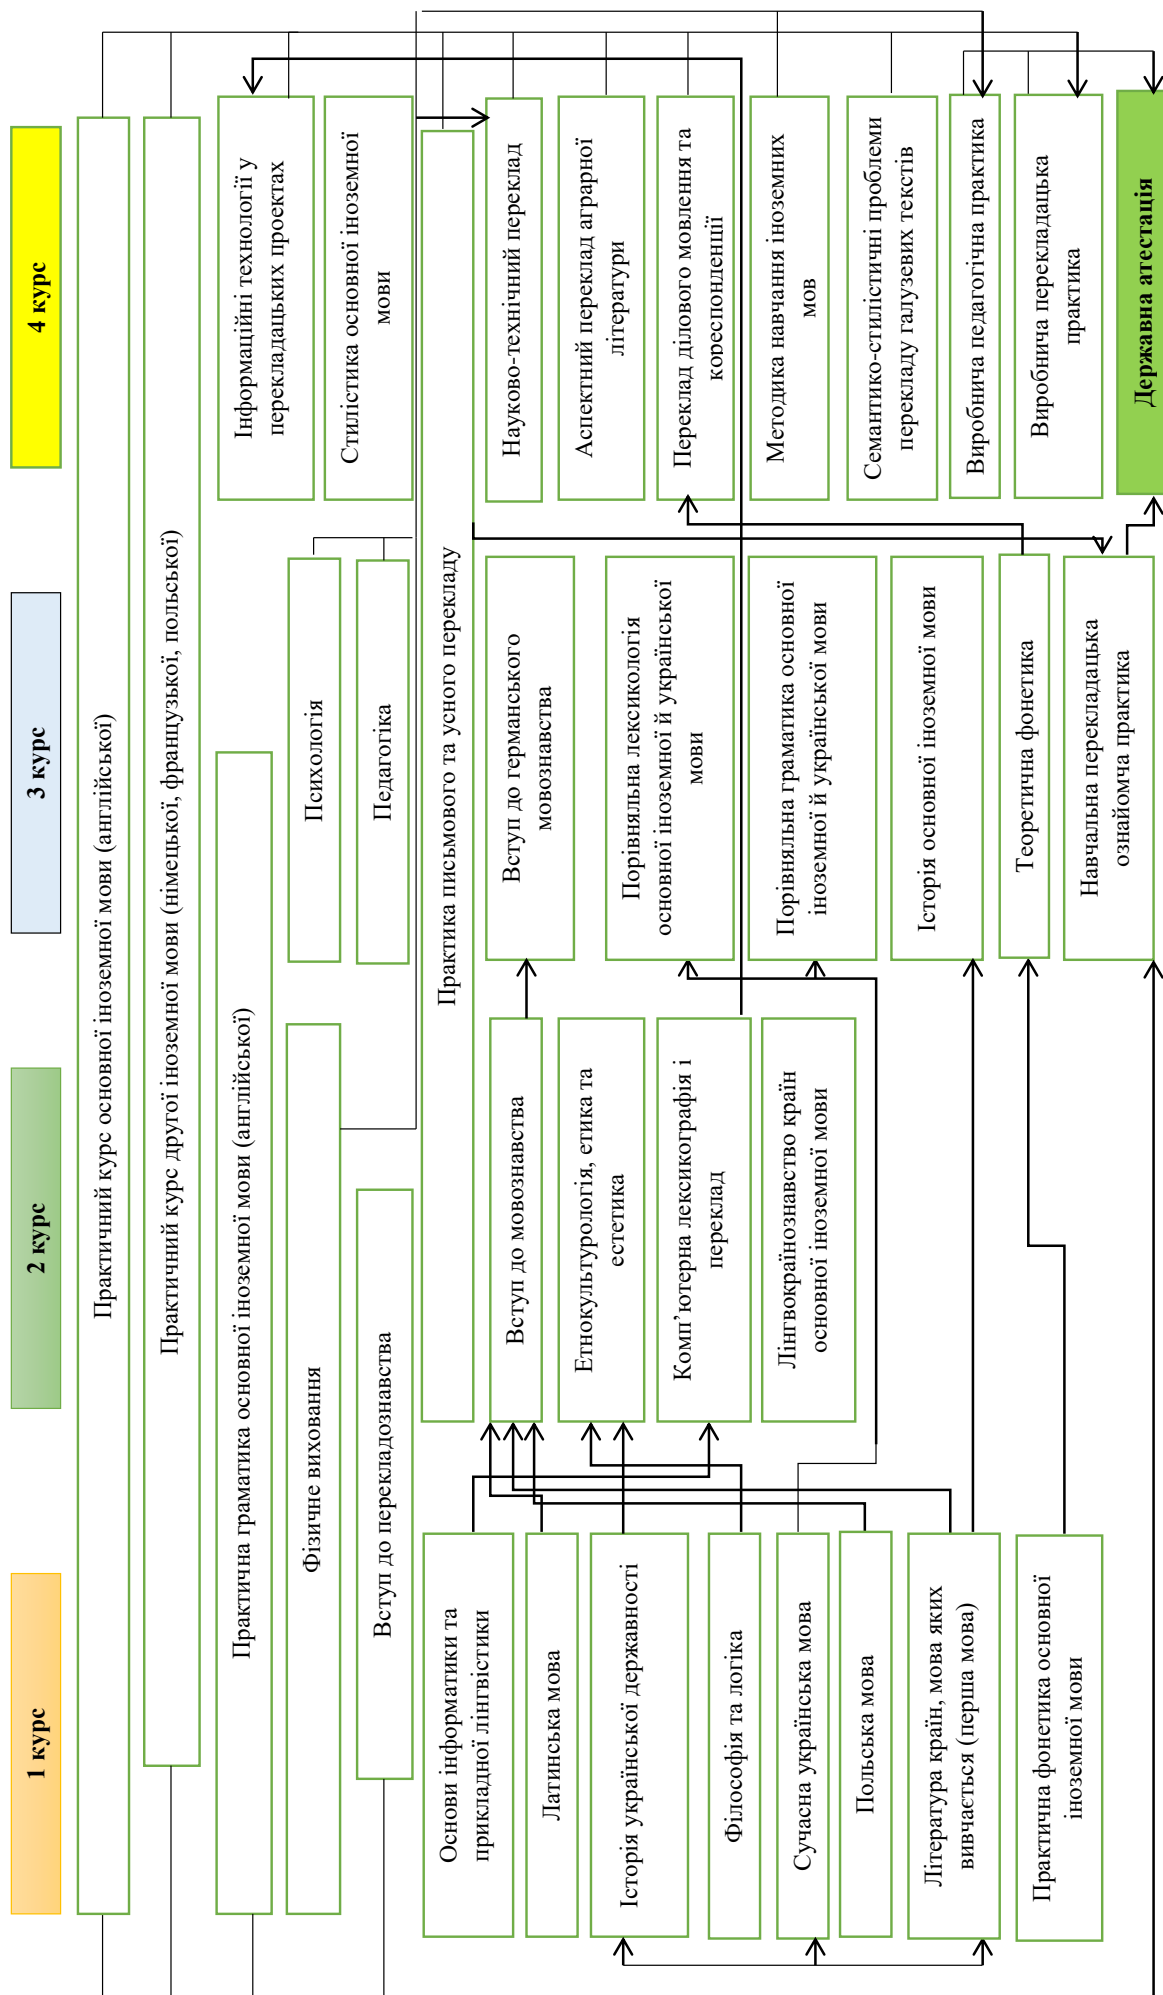 1 курс
2 курс
3 курс
4 курс
Практичний курс основної іноземної мови (англійської)
Практичний курс другої іноземної мови (німецької, французької, польської)
Практична граматика основної іноземної мови (англійської)
Інформаційні технології у
перекладацьких проектах
Фізичне виховання
Психологія
Стилістика основної іноземної
мови
Вступ до перекладознавства
Педагогіка
Практика письмового та усного перекладу
Основи інформатики та
прикладної лінгвістики
Вступ до мовознавства
Вступ до германського
мовознавства
Науково-технічний переклад
Латинська мова
Етнокультурологія, етика та
естетика
Аспектний переклад аграрної
літератури
Історія української державності
Комп’ютерна лексикографія і
переклад
Порівняльна лексикологія
основної іноземної й української
мови
Переклад ділового мовлення та
кореспонденції
Філософія та логіка
Лінгвокраїнознавство країн
основної іноземної мови
Порівняльна граматика основної
іноземної й української мови
Методика навчання іноземних
мов
Сучасна українська мова
Семантико-стилістичні проблеми
перекладу галузевих текстів
Польська мова
Історія основної іноземної мови
Виробнича педагогічна практика
Література країн, мова яких
вивчається (перша мова)
Теоретична фонетика
Виробнича перекладацька
практика
Практична фонетика основної
іноземної мови
Навчальна перекладацька
ознайомча практика
Державна атестація